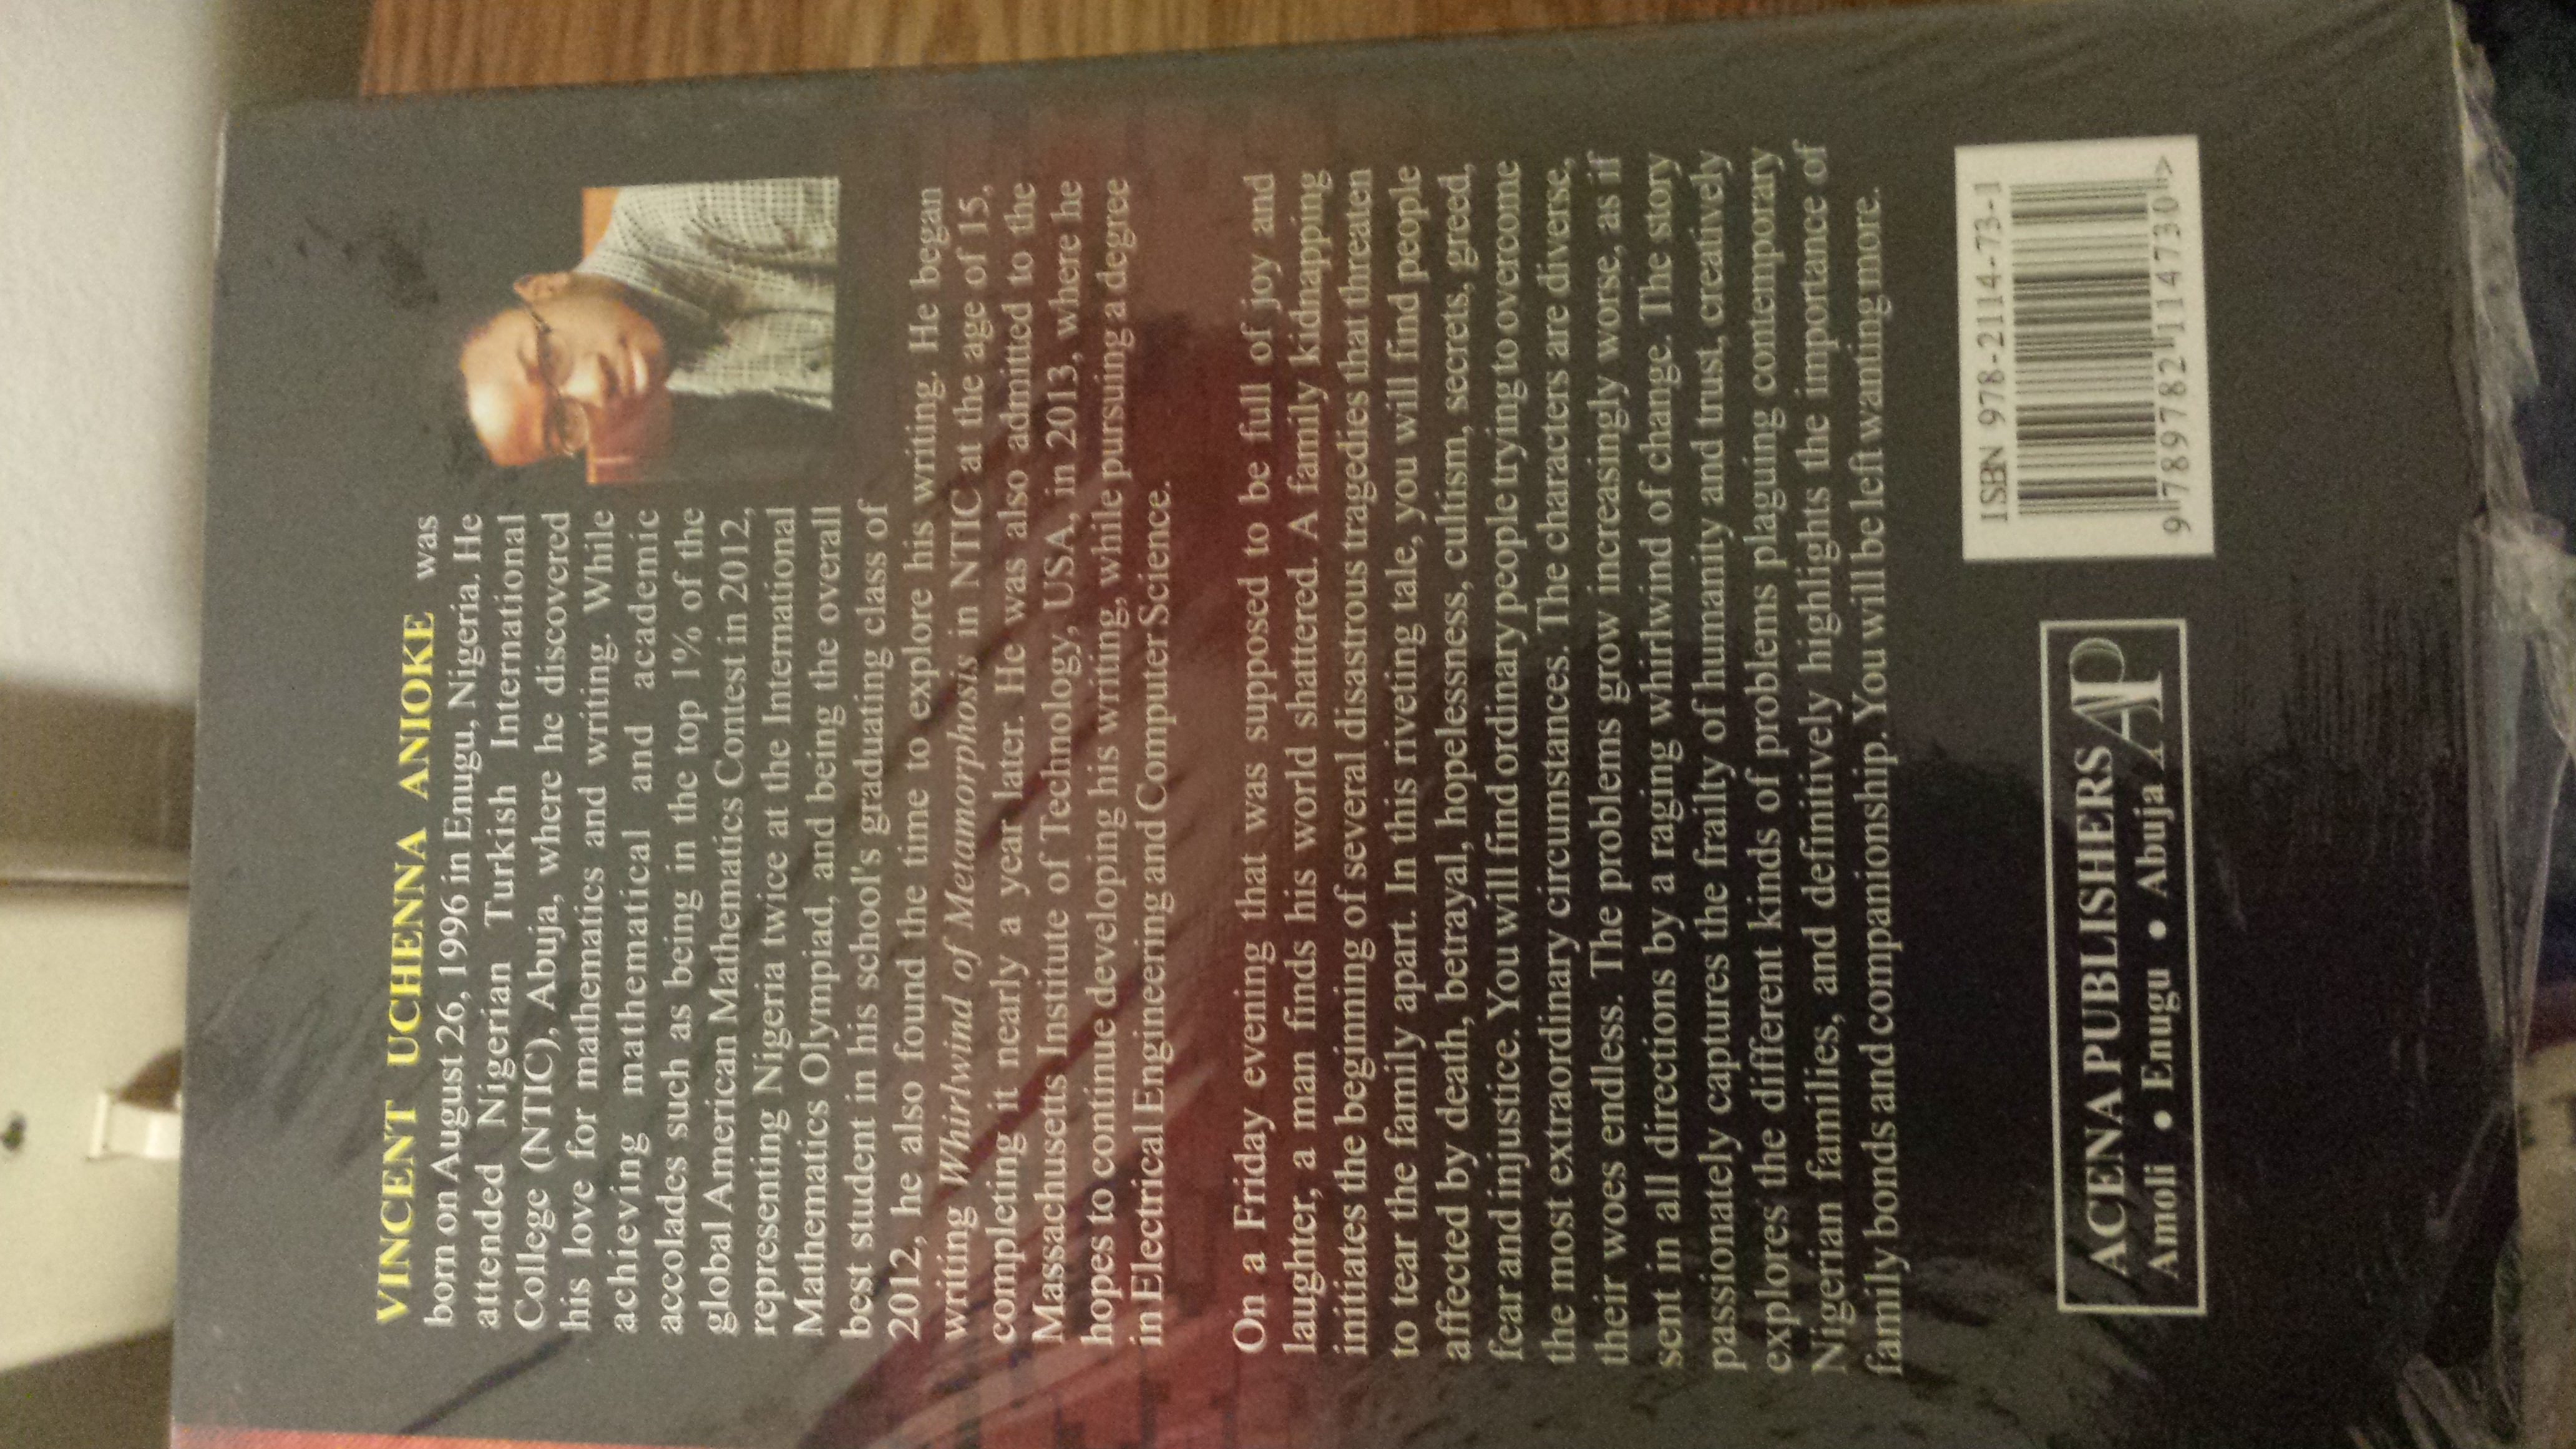 VINCENT UCHENNA ANIOKE was
born on August 26, 1996 in Enugu, Nigeria. He
attended Nigerian Turkish International
College (NTIC), Abuja, where he discovered
his love for mathematics and writing. While
achieving mathematical and academic
accolades such as being in the top 1% of the
global American Mathematics Contest in 2012,
representing Nigeria twice at the International
Mathematics Olympiad, and being the overall
best student in his school's graduating class of
2012, he also found the time to explore his writing. He began
writing Whirlwind of Metamorphosis in NTIC at the age of 15,
completing it nearly a year later. He was also admitted to the
Massachusetts Institute of Technology, USA, in 2013, where he
hopes to continue developing his writing, while pursuing a degree
in Electrical Engineering and Computer Science.
On a Friday evening that was supposed to be full of joy and
laughter, a man finds his world shattered. A family kidnapping
initiates the beginning of several disastrous tragedies that threaten
to tear the family apart. In this riveting tale, you will find people
affected by death, betrayal, hopelessness, cultism, secrets, greed,
fear and injustice. You will find ordinary people trying to overcome
the most extraordinary circumstances. The characters are diverse,
their woes endless. The problems grow increasingly worse, as if
sent in all directions by a raging whirlwind of change. The story
passionately captures the frailty of humanity and trust, creatively
explores the different kinds of problems plaguing contemporary
Nigerian families, and definitively highlights the importance of
family bonds and companionship. You will be left wanting more.
ACENA PUBLISHERS AP
Amoli • Enugu • Abuja
ISBN 978-2114-73-1
9 789782 114730 >